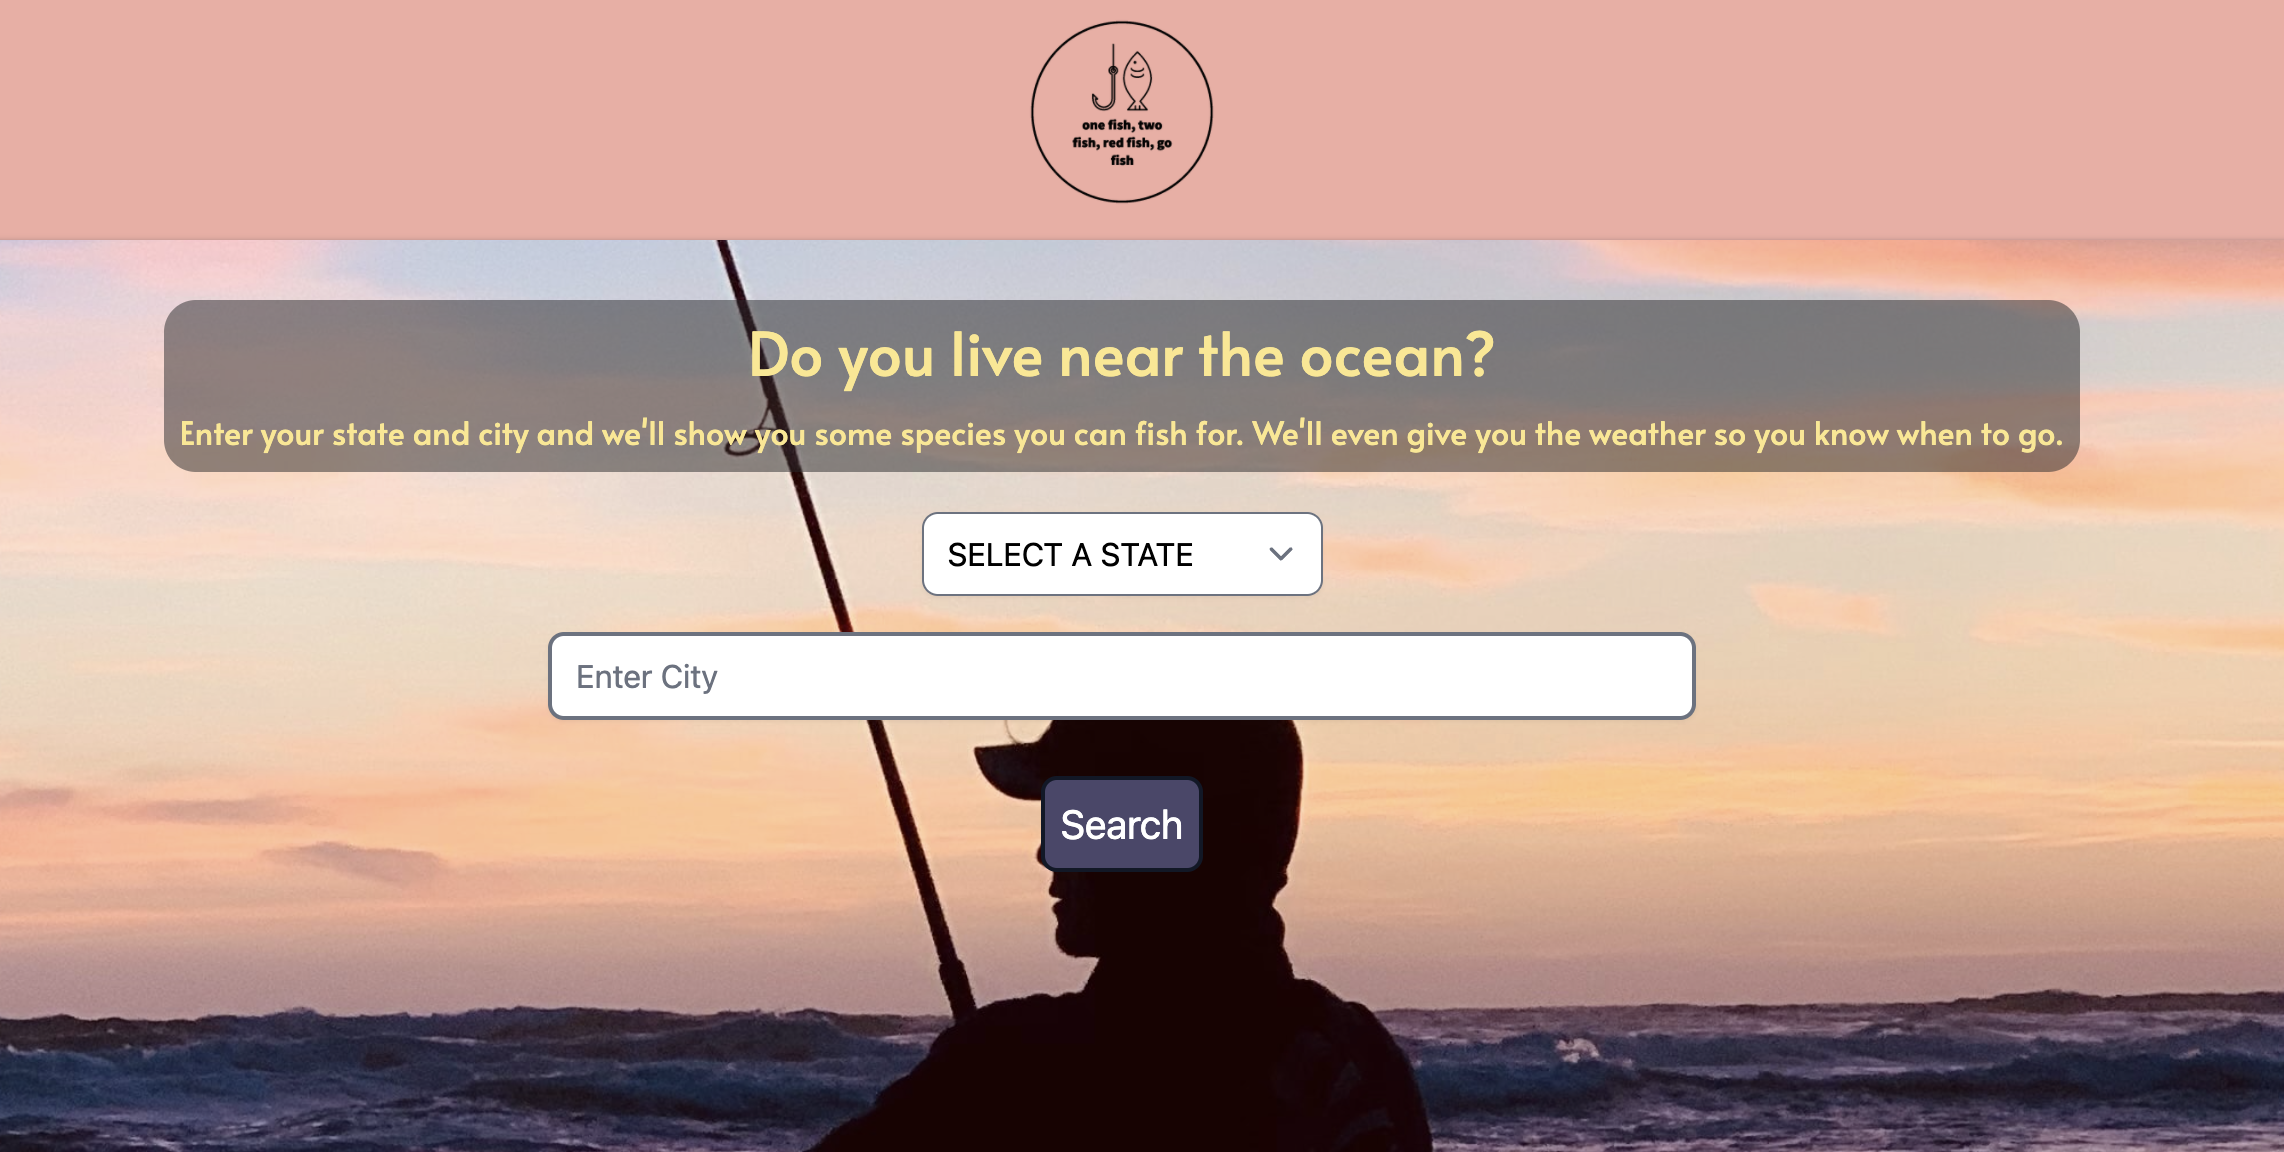 one fish, two
fish, red fish, go
fish
Do you live near the ocean?
Enter your state and city and we'll show you some species you can fish for. We'll even give you the weather so you know when to go.
SELECT A STATE
Enter City
Search